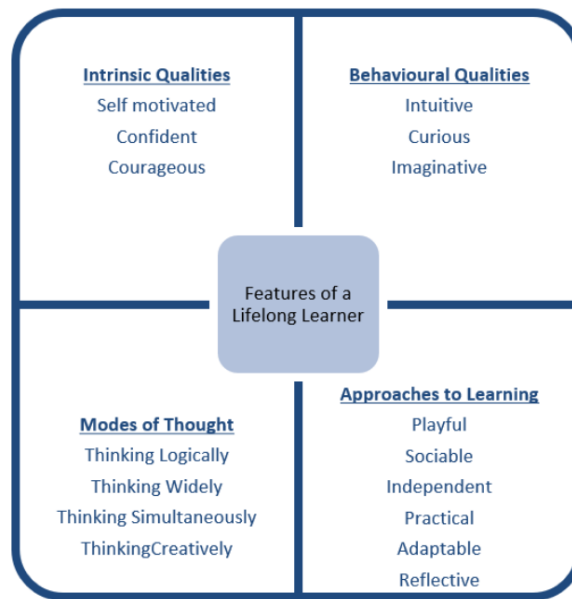 Intrinsic Qualities
Self motivated
Confident
Courageous
Behavioural Qualities
Intuitive
Curious
Imaginative
Features of a
Lifelong Learner
Modes of Thought
Thinking Logically
Thinking Widely
Thinking Simultaneously
ThinkingCreatively
Approaches to Learning
Playful
Sociable
Independent
Practical
Adaptable
Reflective